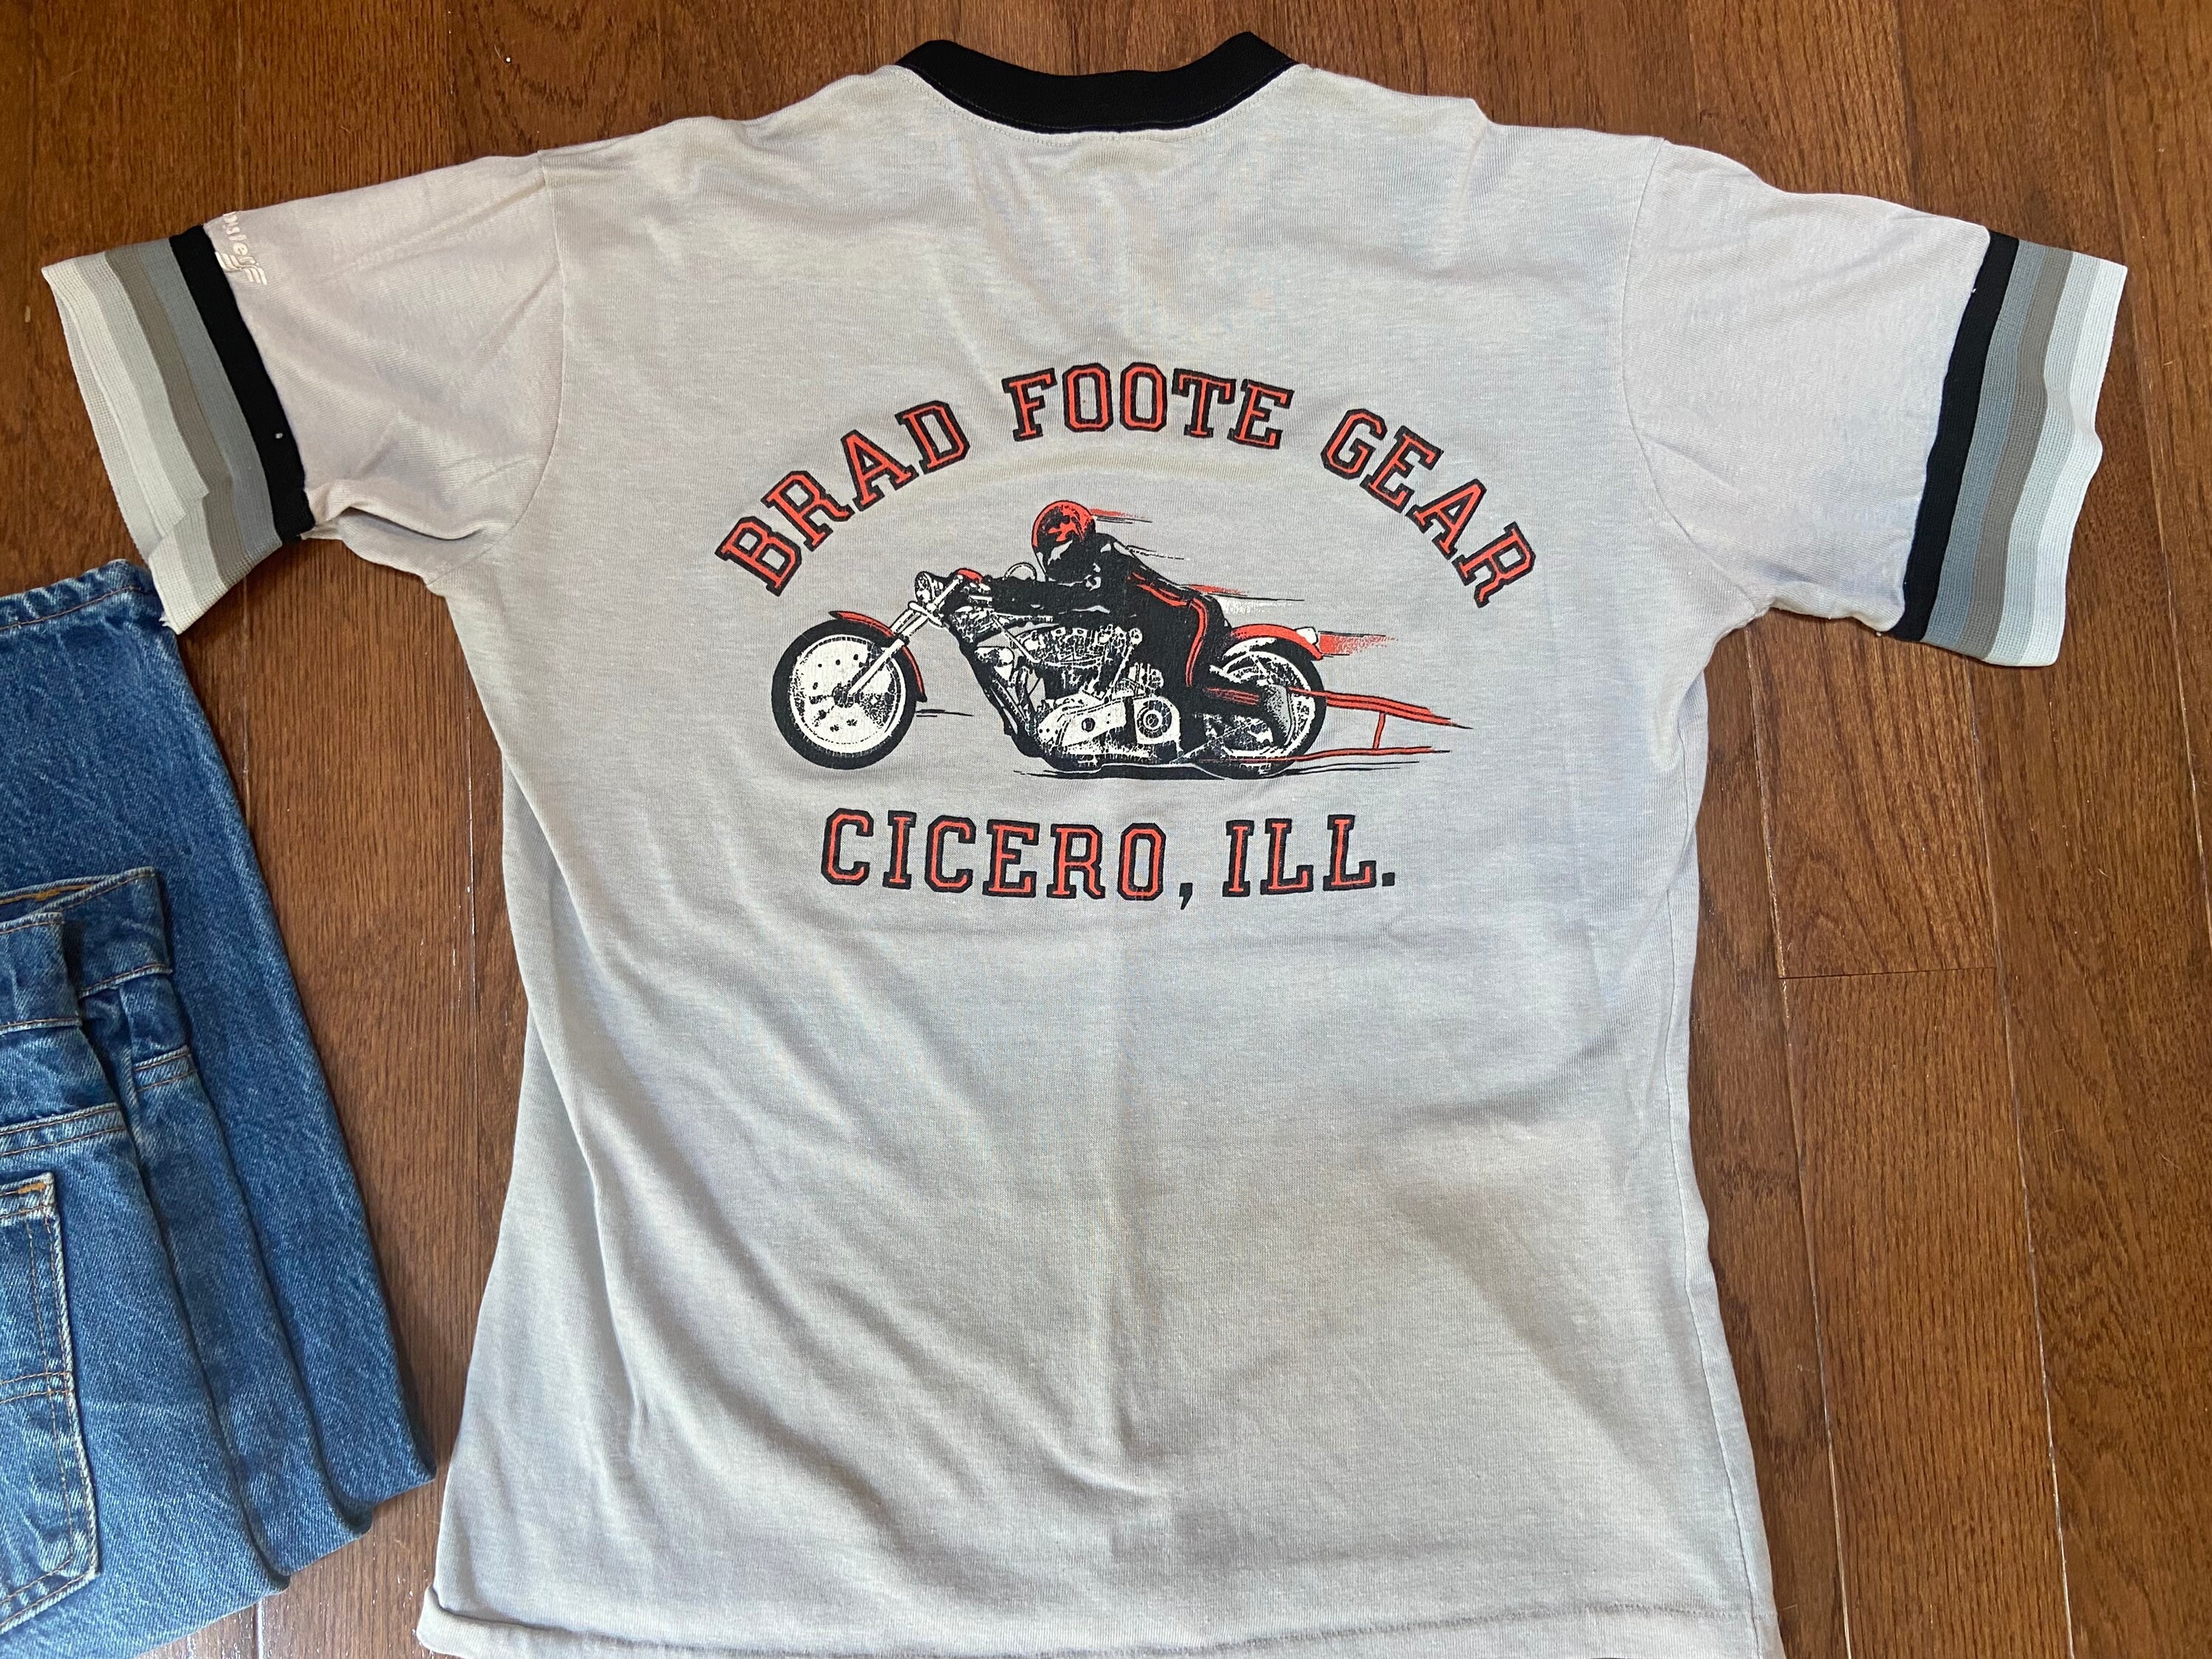 BRAD FOOTE GEAR
CICERO, ILL.